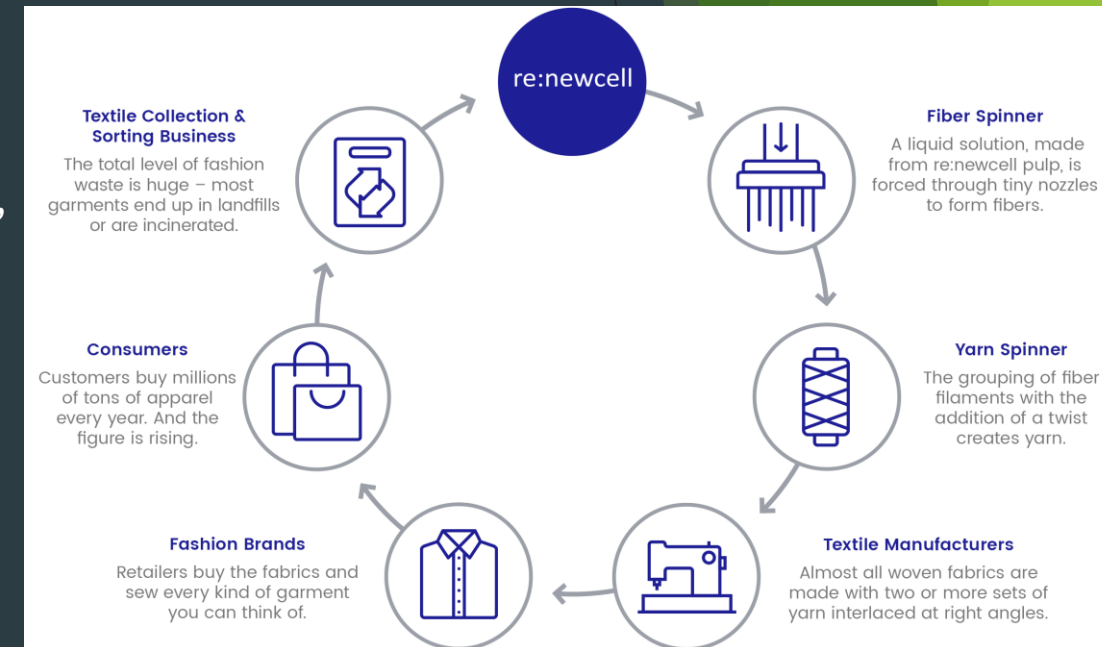 re:newcell
Fiber Spinner
A liquid solution, made
from re:newcell pulp, is
forced through tiny nozzles
to form fibers.
Yarn Spinner
The grouping of fiber
filaments with the
addition of a twist
creates yarn.
Textile Manufacturers
Almost all woven fabrics are
made with two or more sets of
yarn interlaced at right angles.
Fashion Brands
Retailers buy the fabrics and
sew every kind of garment
you can think of.
Consumers
Customers buy millions
of tons of apparel
every year. And the
figure is rising.
Textile Collection &
Sorting Business
The total level of fashion
waste is huge – most
garments end up in landfills
or are incinerated.
,